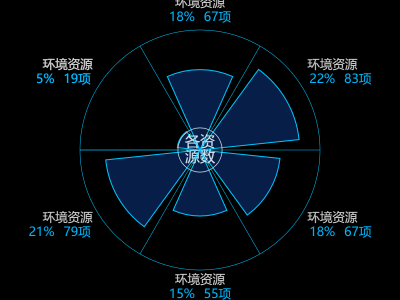 环境资源
18% 67项
环境资源
5% 19项
环境资源
22% 83项
各资
源数
环境资源
21% 79项
环境资源
18% 67项
环境资源
15% 55项